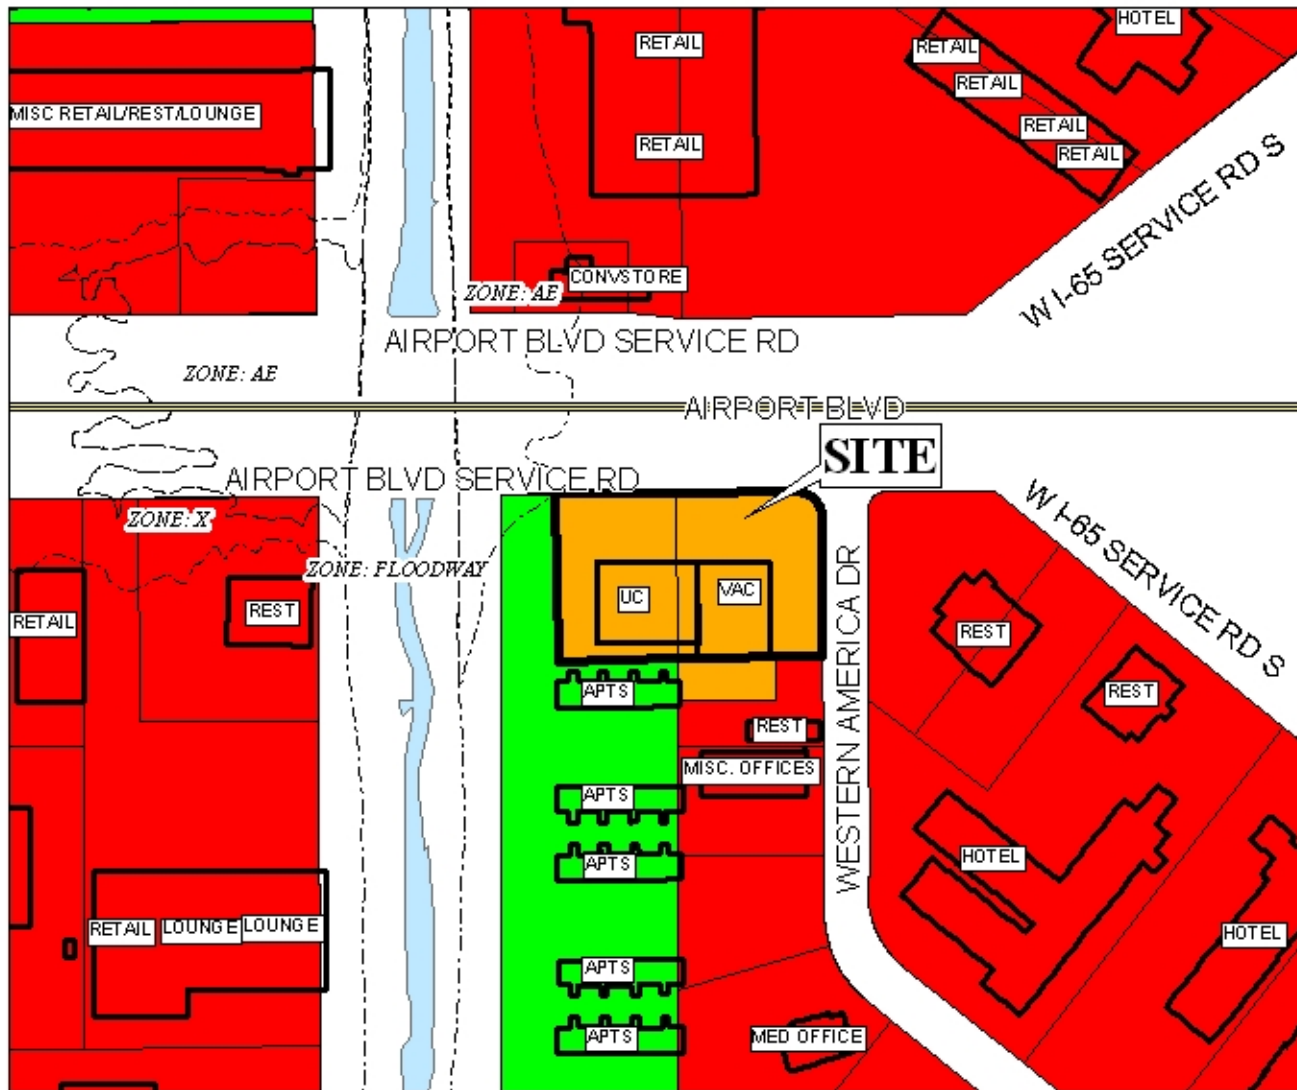 HOTEL
RETAIL
RETAIL
RETAIL
MISC RETAIL/REST/LOUNGE
RETAIL
RETAIL
RETAIL
W I-65 SERVICE RD S
CONVSTORE
ZONE: AE
AIRPORT BLVD SERVICE RD
ZONE: AE
AIRPORT BLVD
SITE
AIRPORT BLVD SERVICE RD
W I-65 SERVICE RD S
ZONE: X
ZONE: FLOODWAY
UC
VAC
REST
RETAIL
REST
REST
APTS
REST
MISC. OFFICES
WESTERN AMERICA DR
APTS
APTS
HOTEL
RETAIL
LOUNGE
LOUNGE
HOTEL
APTS
APTS
MED OFFICE